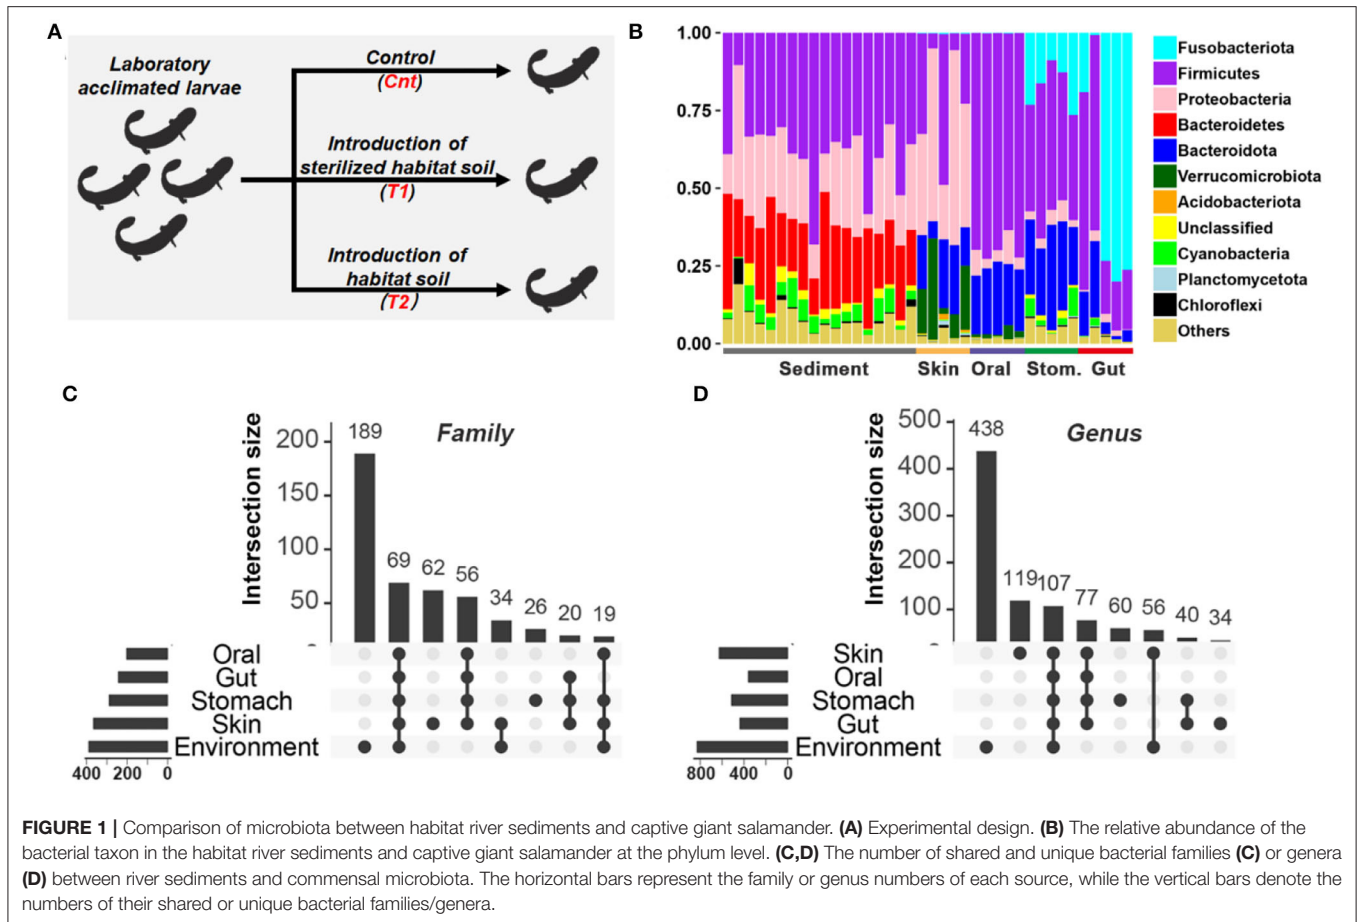 A
Laboratory
acclimated larvae
Control
(Cnt)
Introduction of
sterilized habitat soil
(T1)
Introduction of
habitat soil
(T2)
B
1.00
0.75
0.50
0.25
0.00
Sediment Skin Oral Stom. Gut
Fusobacteriota
Firmicutes
Proteobacteria
Bacteroidetes
Bacteroidota
Verrucomicrobiota
Acidobacteriota
Unclassified
Cyanobacteria
Planctomycetota
Chloroflexi
Others
C
Intersection size
Family
200
150
100
50
189
69 62 56 34 26 20 19
Oral
Gut
Stomach
Skin
Environment
400 200 0
D
Intersection size
Genus
500
400
300
200
100
438
119 107 77 60 56 40 34
Skin
Oral
Stomach
Gut
Environment
800 400 0
FIGURE 1 | Comparison of microbiota between habitat river sediments and captive giant salamander. (A) Experimental design. (B) The relative abundance of the
bacterial taxon in the habitat river sediments and captive giant salamander at the phylum level. (C,D) The number of shared and unique bacterial families (C) or genera
(D) between river sediments and commensal microbiota. The horizontal bars represent the family or genus numbers of each source, while the vertical bars denote the
numbers of their shared or unique bacterial families/genera.